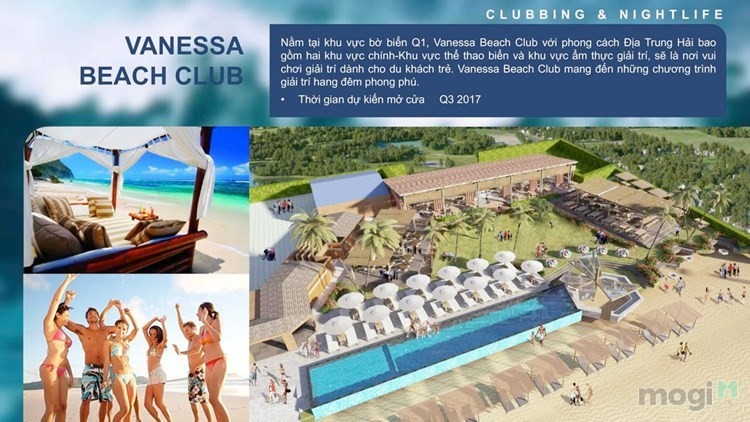 CLUBBING & NIGHTLIFE
VANESSA
BEACH CLUB
Nằm tại khu vực bờ biển Q1, Vanessa Beach Club với phong cách Địa Trung Hải bao
gồm hai khu vực chính-Khu vực thể thao biển và khu vực ẩm thực giải trí, sẽ là nơi vui
chơi giải trí dành cho du khách trẻ. Vanessa Beach Club mang đến những chương trình
giải trí hang đêm phong phú.
• Thời gian dự kiến mở cửa Q3 2017
mogi M